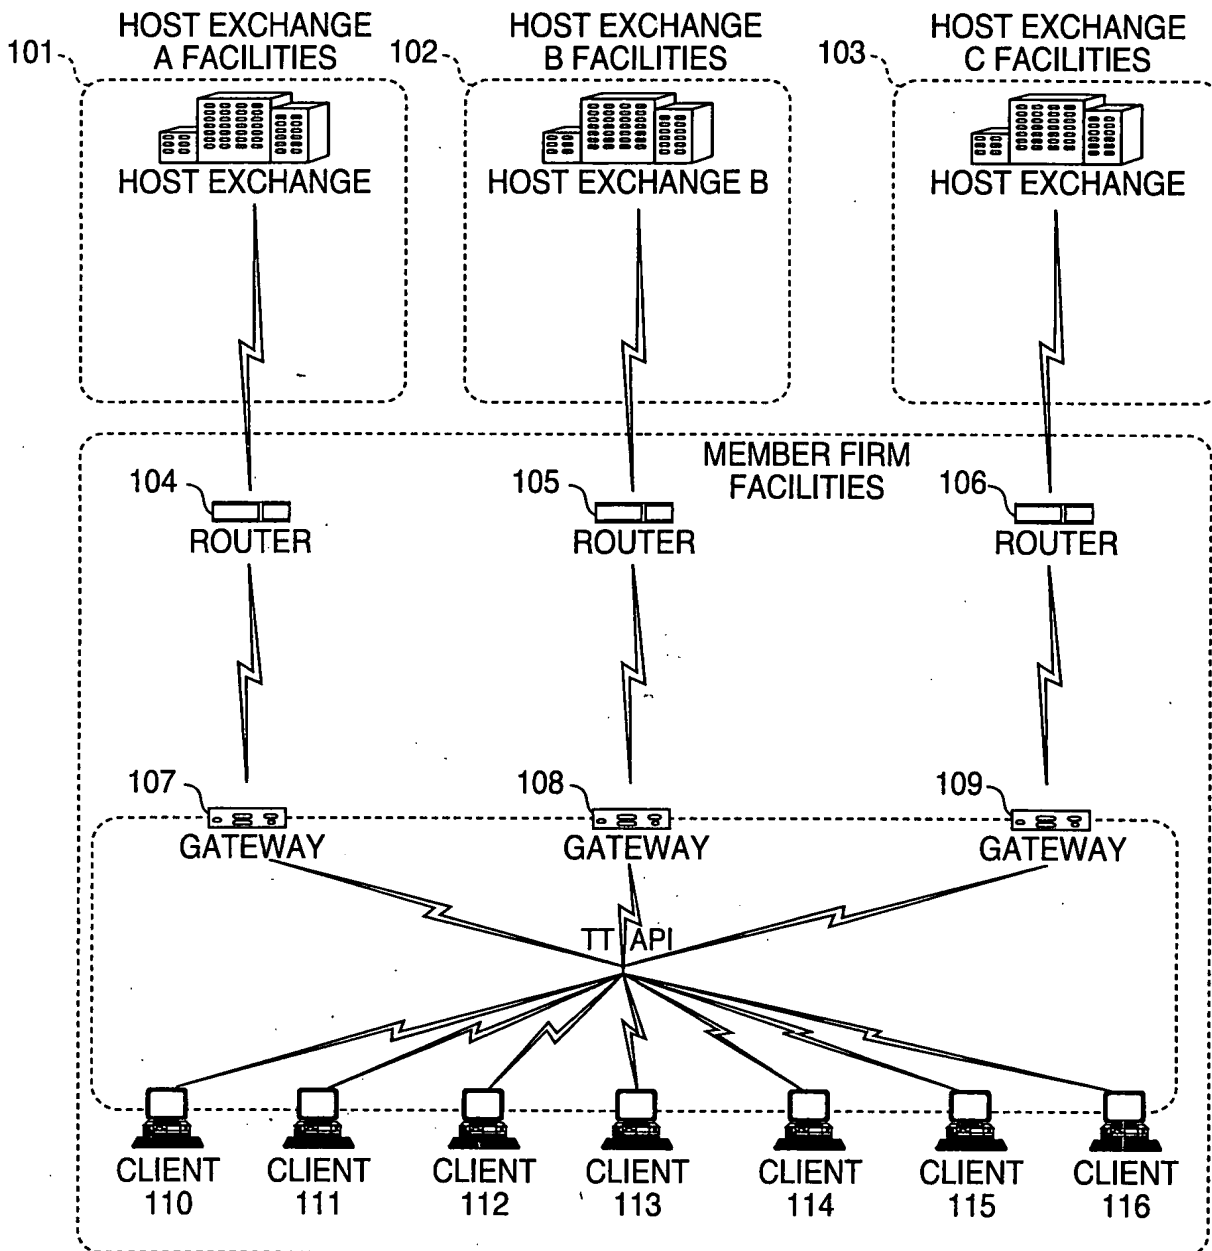 HOST EXCHANGE
A FACILITIES
HOST EXCHANGE
B FACILITIES
HOST EXCHANGE
C FACILITIES
101
102
103
HOST EXCHANGE
HOST EXCHANGE B
HOST EXCHANGE
MEMBER FIRM
FACILITIES
104
105
106
ROUTER
ROUTER
ROUTER
107
108
109
GATEWAY
GATEWAY
GATEWAY
TT API
CLIENT
110
CLIENT
111
CLIENT
112
CLIENT
113
CLIENT
114
CLIENT
115
CLIENT
116